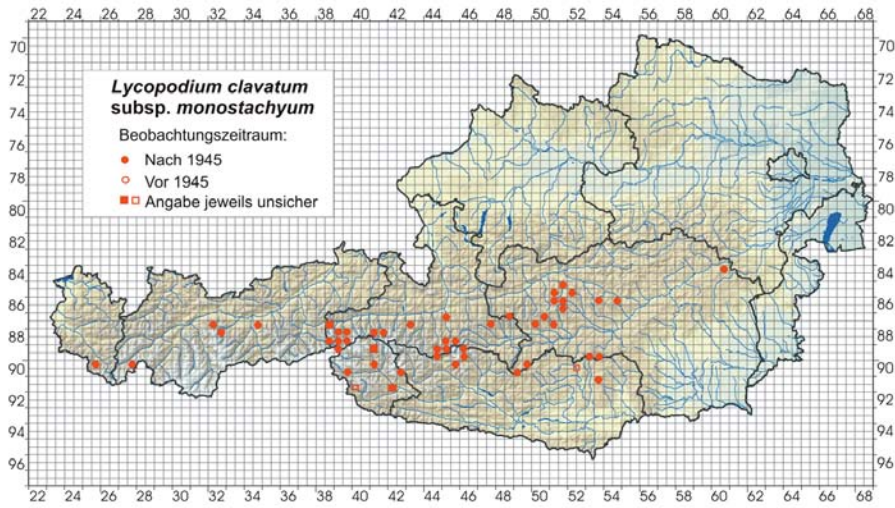 22 24 26 28 30 32 34 36 38 40 42 44 46 48 50 52 54 56 58 60 62 64 66 68
70 70
72 72
Lycopodium clavatum
subsp. monostachyum
74 74
Beobachtungszeitraum:
76 76
Nach 1945
Vor 1945
78 78
Angabe jeweils unsicher
80 80
82 82
84 84
86 86
88 88
90 90
92 92
94 94
96 96
22 24 26 28 30 32 34 36 38 40 42 44 46 48 50 52 54 56 58 60 62 64 66 68